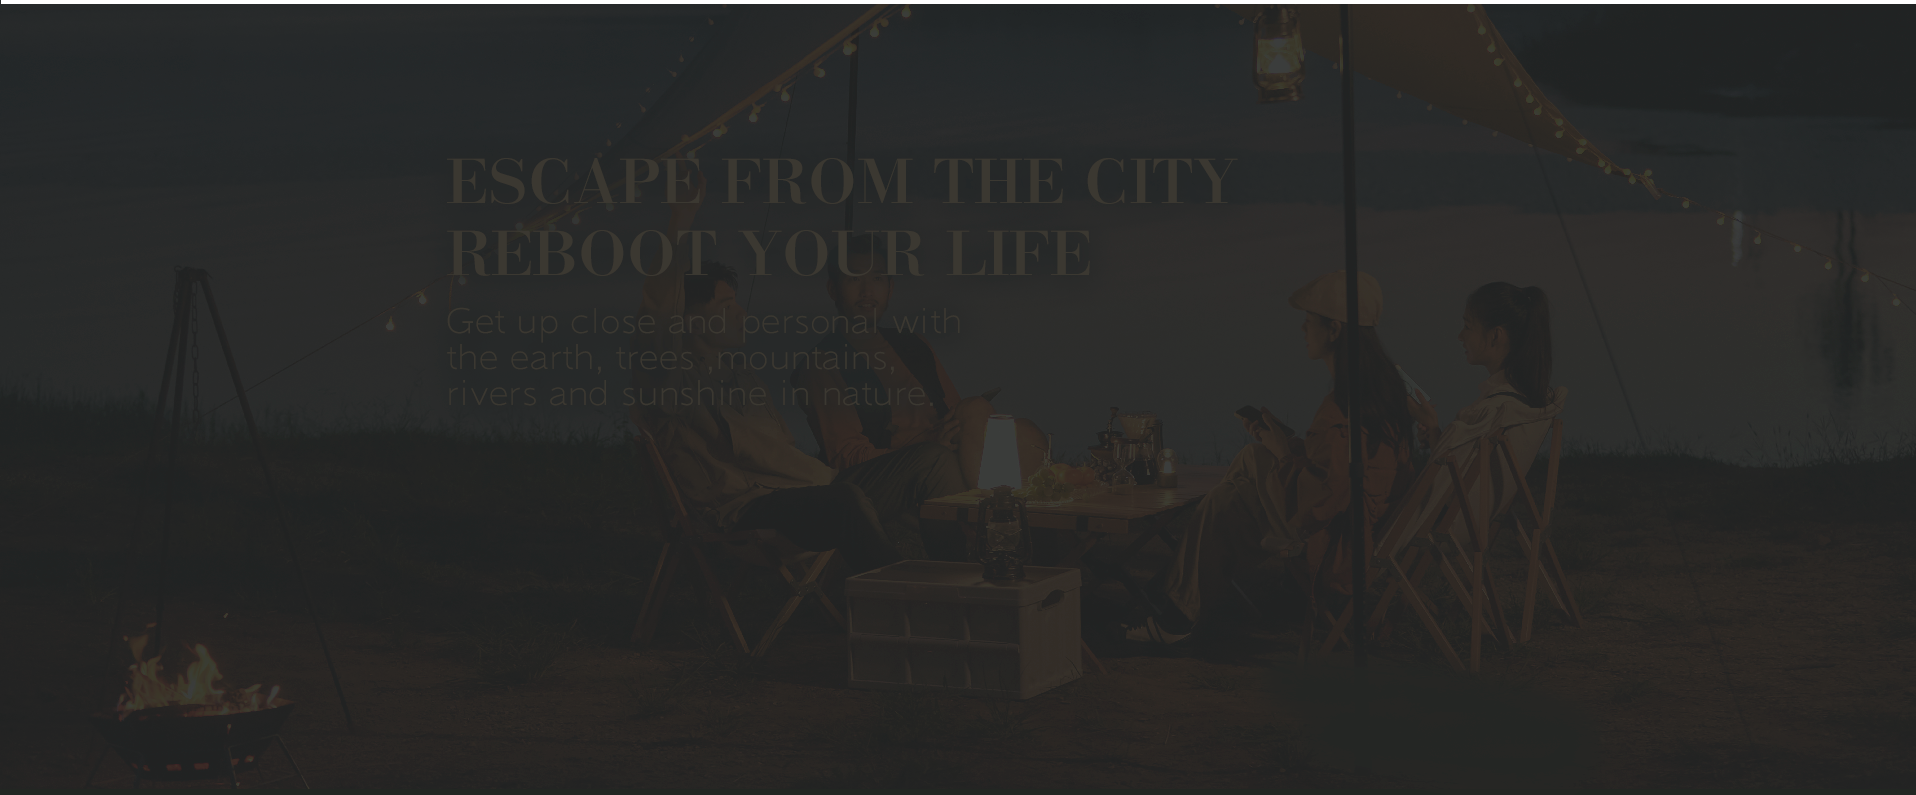 ESCAPE FROM THE CITY
REBOOT YOUR LIFE
Get up close and personal with
the earth, trees ,mountains,
rivers and sunshine in nature.